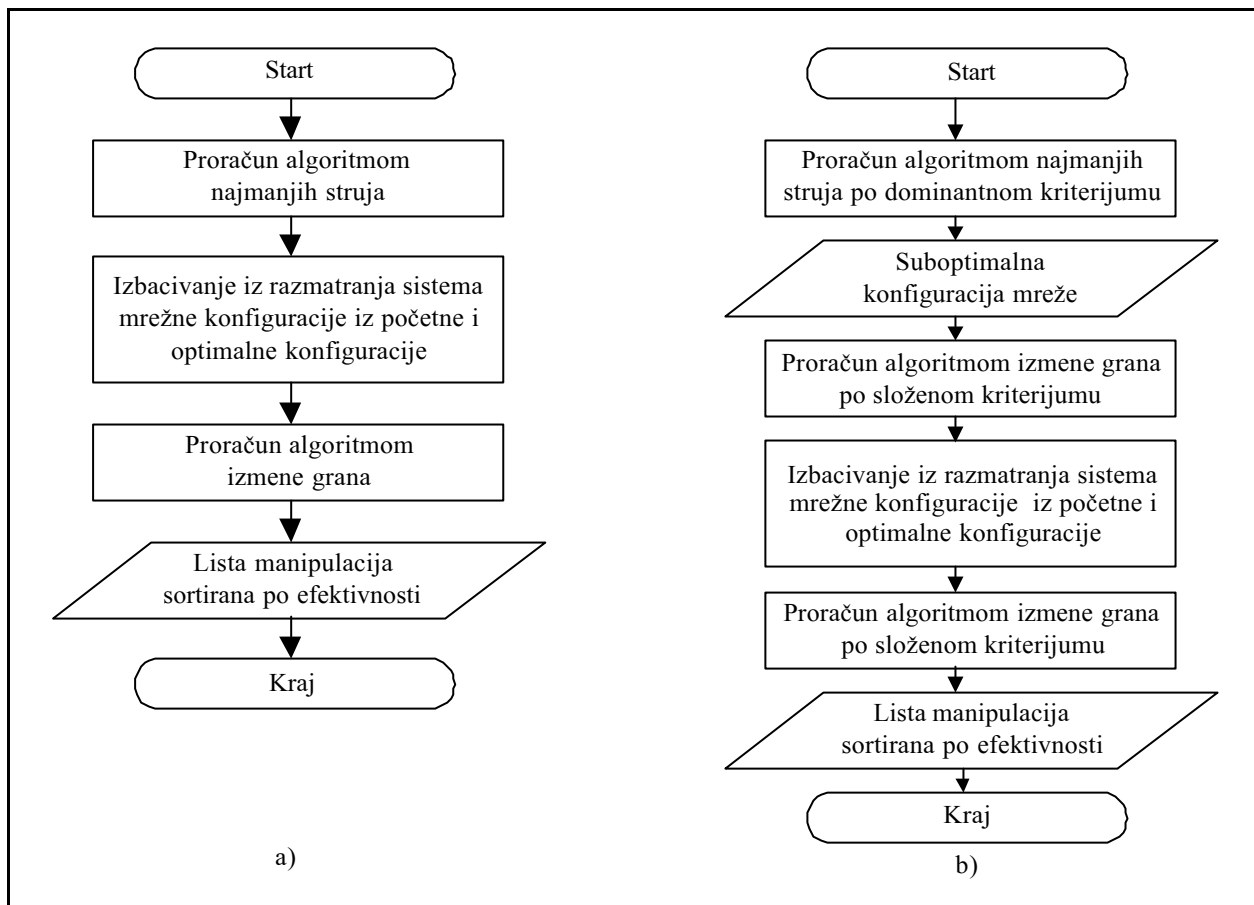 Start
Proračun algoritmom
najmanjih struja
Izbacivanje iz razmatranja sistema
mrežne konfiguracije iz početne i
optimalne konfiguracije
Proračun algoritmom
izmene grana
Lista manipulacija
sortirana po efektivnosti
Kraj
a)
Start
Proračun algoritmom najmanjih
struja po dominantnom kriterijumu
Suboptimalna
konfiguracija mreže
Proračun algoritmom izmene grana
po složenom kriterijumu
Izbacivanje iz razmatranja sistema
mrežne konfiguracije iz početne i
optimalne konfiguracije
Proračun algoritmom izmene grana
po složenom kriterijumu
Lista manipulacija
sortirana po efektivnosti
Kraj
b)